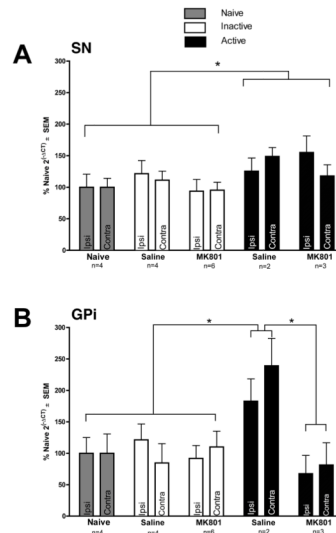 Naive
Inactive
Active
A
SN
*
% Naive 2^(-ΔCT) ± SEM
300
250
200
150
100
50
0
Ipsi
Contra
Ipsi
Contra
Ipsi
Contra
Ipsi
Contra
Ipsi
Contra
Naive Saline MK801 Saline MK801
n=4 n=4 n=6 n=2 n=3
B
GPi
* *
% Naive 2^(-ΔCT) ± SEM
300
250
200
150
100
50
0
Ipsi
Contra
Ipsi
Contra
Ipsi
Contra
Ipsi
Contra
Ipsi
Contra
Naive Saline MK801 Saline MK801
n=4 n=4 n=6 n=2 n=3